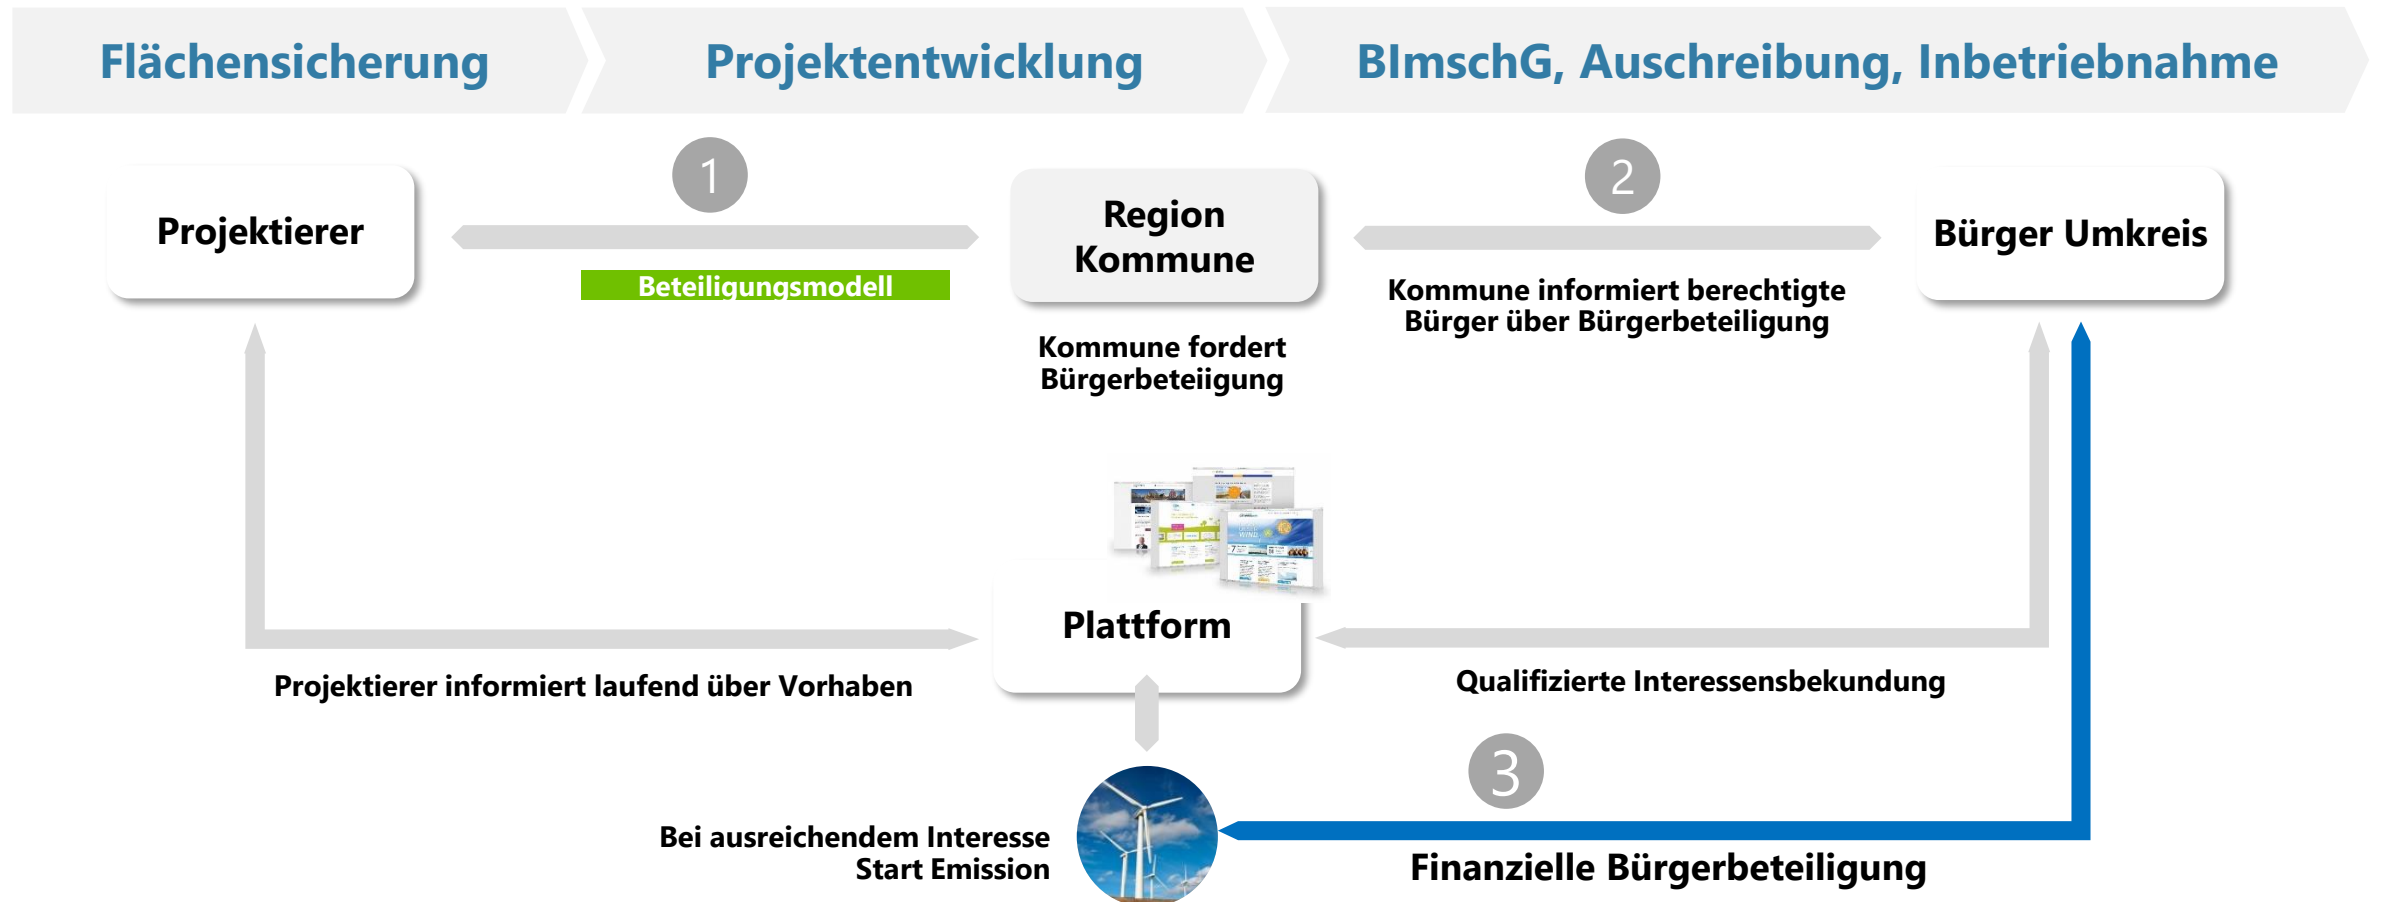 Flächensicherung
Projektentwicklung
BImschG, Auschreibung, Inbetriebnahme
1
2
Projektierer
Region
Kommune
Bürger Umkreis
Beteiligungsmodell
Kommune informiert berechtigte
Bürger über Bürgerbeteiligung
Kommune fordert
Bürgerbeteiigung
WIND.
7
Plattform
Projektierer informiert laufend über Vorhaben
Qualifizierte Interessensbekundung
3
Bei ausreichendem Interesse
Start Emission
Finanzielle Bürgerbeteiligung